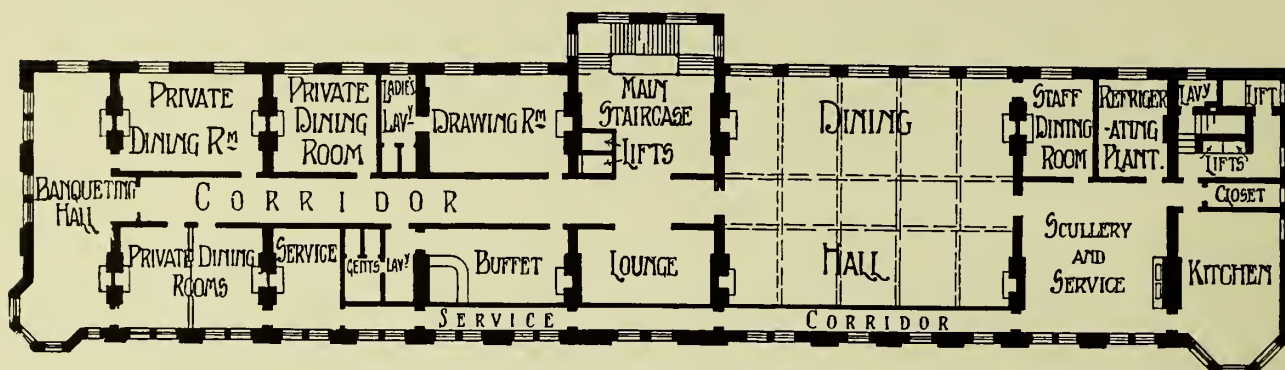 PRIVATE
DINING RM
PRIVATE
DINING
ROOM
LADIE'S
LAVY
DRAWING RM
MAIN
STAIRCASE
LIFTS
DINING
HALL
STAFF
DINING
ROOM
REFRIGER
-ATING
PLANT.
LAVY
LIFT
LIFTS
CLOSET
BANQUETING
HALL
CORRIDOR
PRIVATE DINING
ROOMS
SERVICE
GENTS LAVY
BUFFET
LOUNGE
SCULLERY
AND
SERVICE
KITCHEN
SERVICE CORRIDOR